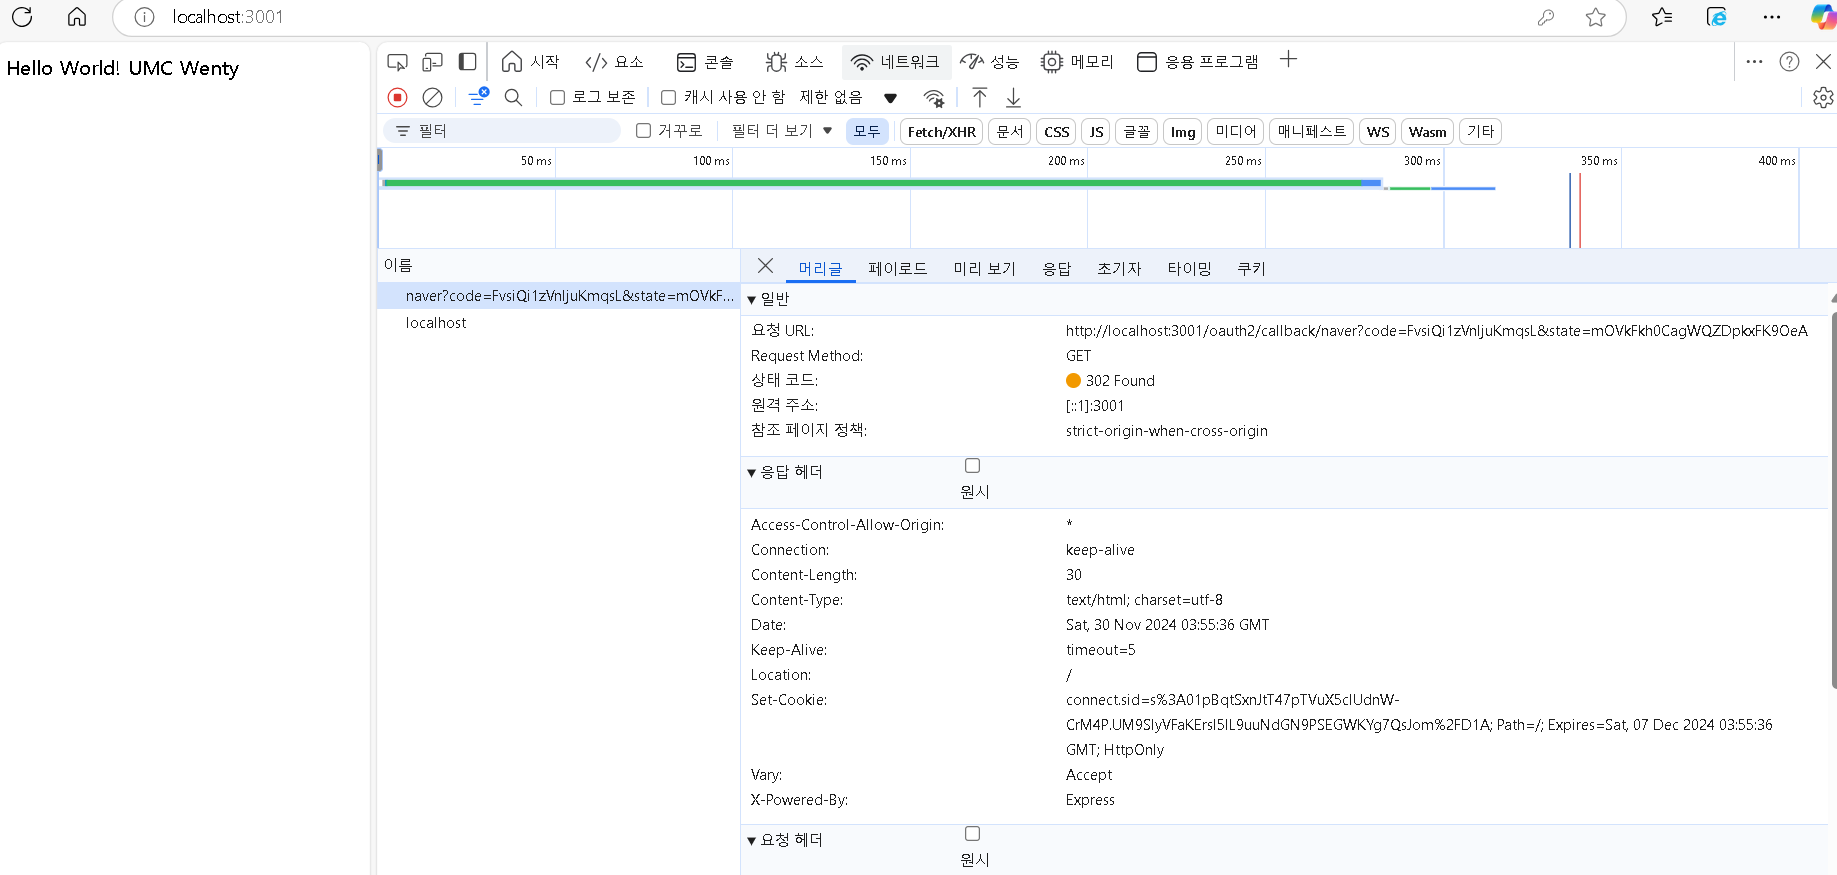 localhost:3001
Hello World! UMC Wenty
시작 요소 콘솔 소스 네트워크 성능 메모리 응용 프로그램
로그 보존 캐시 사용 안 함 제한 없음
필터 거꾸로 필터 더 보기 모두 Fetch/XHR 문서 CSS JS 글꼴 Img 미디어 매니페스트 WS Wasm 기타
50 ms 100 ms 150 ms 200 ms 250 ms 300 ms 350 ms 400 ms
이름
naver?code=FvsiQi1zVnIjuKmqsL&state=mOVkF...
localhost
머리글 페이로드 미리 보기 응답 초기자 타이밍 쿠키
일반
요청 URL: http://localhost:3001/oauth2/callback/naver?code=FvsiQi1zVnIjuKmqsL&state=mOVkFkh0CagWQZDpkxFK9OeA
Request Method: GET
상태 코드: 302 Found
원격 주소: [::1]:3001
참조 페이지 정책: strict-origin-when-cross-origin
응답 헤더 원시
Access-Control-Allow-Origin: *
Connection: keep-alive
Content-Length: 30
Content-Type: text/html; charset=utf-8
Date: Sat, 30 Nov 2024 03:55:36 GMT
Keep-Alive: timeout=5
Location: /
Set-Cookie: connect.sid=s%3A01pBqtSxnJtT47pTVuX5cIUdnW-
CrM4P.UM9SIyVFaKErsI5IL9uuNdGN9PSEGWKYg7QsJom%2FD1A; Path=/; Expires=Sat, 07 Dec 2024 03:55:36
GMT; HttpOnly
Vary: Accept
X-Powered-By: Express
요청 헤더 원시